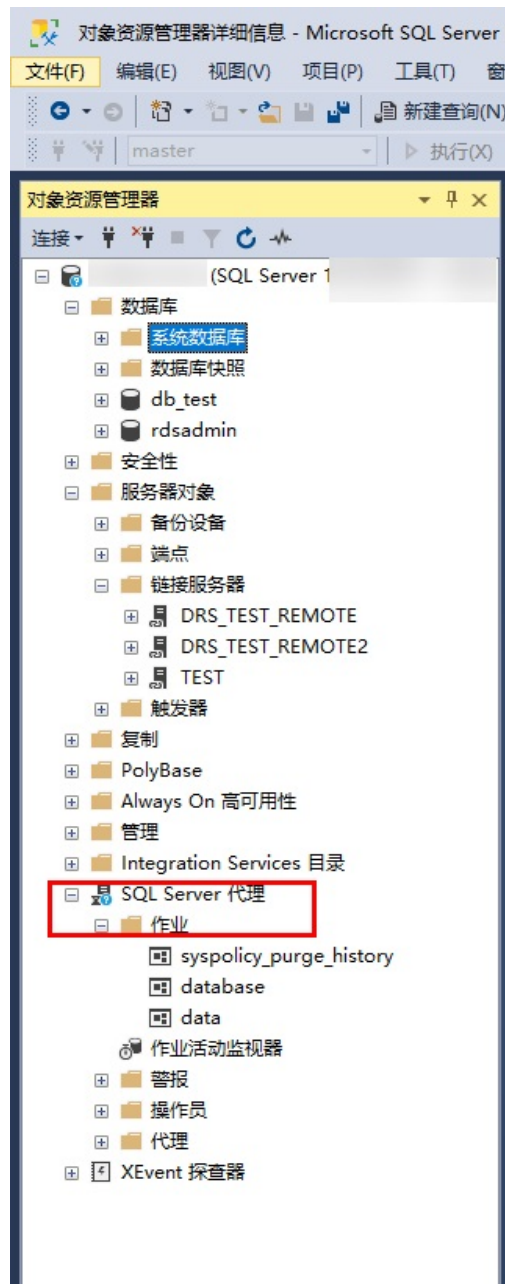 对象资源管理器详细信息 - Microsoft SQL Server
文件(F) 编辑(E) 视图(V) 项目(P) 工具(T) 窗
新建查询(N)
master 执行(X)
对象资源管理器
连接
(SQL Server 1
数据库
系统数据库
数据库快照
db_test
rdsadmin
安全性
服务器对象
备份设备
端点
链接服务器
DRS_TEST_REMOTE
DRS_TEST_REMOTE2
TEST
触发器
复制
PolyBase
Always On 高可用性
管理
Integration Services 目录
SQL Server 代理
作业
syspolicy_purge_history
database
data
作业活动监视器
警报
操作员
代理
XEvent 探查器